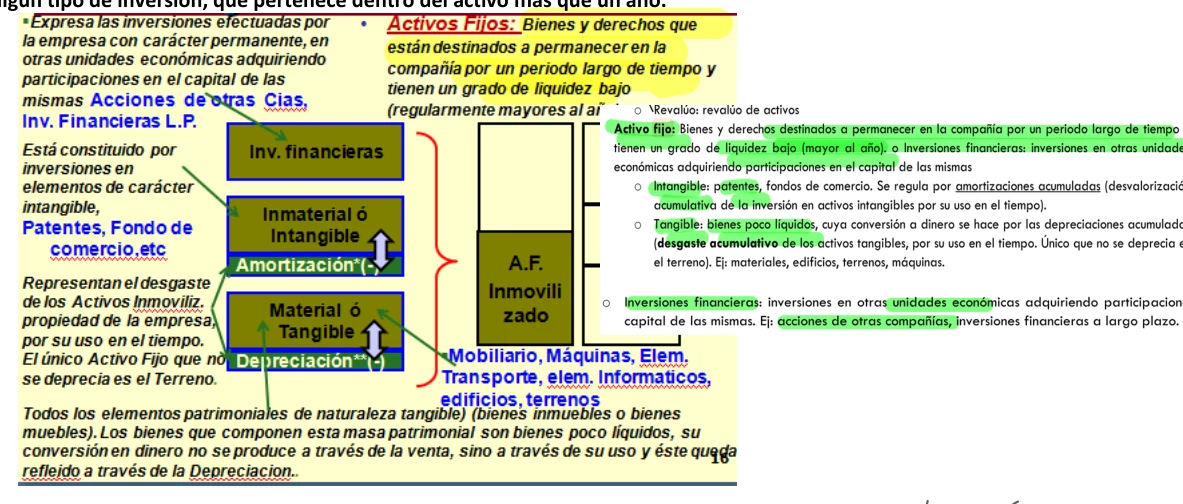 algún tipo de inversión, que pertenece dentro del activo más que un año.
▪Expresa las inversiones efectuadas por
la empresa con carácter permanente, en
otras unidades económicas adquiriendo
participaciones en el capital de las
mismas Acciones de otras Cias,
Inv. Financieras L.P.
Está constituido por
inversiones en
elementos de carácter
intangible,
Patentes, Fondo de
comercio,etc
Representan el desgaste
de los Activos Inmoviliz.
propiedad de la empresa,
por su uso en el tiempo.
El único Activo Fijo que no
se deprecia es el Terreno.
Inv. financieras
Inmaterial ó
Intangible
Amortización*(-)
Material ó
Tangible
Depreciación**(-)
• Activos Fijos: Bienes y derechos que
están destinados a permanecer en la
compañía por un periodo largo de tiempo y
tienen un grado de liquidez bajo
(regularmente mayores al añ
A.F.
Inmovili
zado
▪Mobiliario, Máquinas, Elem.
Transporte, elem. Informaticos,
edificios, terrenos
Todos los elementos patrimoniales de naturaleza tangible) (bienes inmuebles o bienes
muebles). Los bienes que componen esta masa patrimonial son bienes poco líquidos, su
conversión en dinero no se produce a través de la venta, sino a través de su uso y éste queda
reflejdo a través de la Depreciacion..
16
o Revalúo: revalúo de activos
Activo fijo: Bienes y derechos destinados a permanecer en la compañía por un periodo largo de tiempo
tienen un grado de liquidez bajo (mayor al año). o Inversiones financieras: inversiones en otras unidade
económicas adquiriendo participaciones en el capital de las mismas
o Intangible: patentes, fondos de comercio. Se regula por amortizaciones acumuladas (desvalorizació
acumulativa de la inversión en activos intangibles por su uso en el tiempo).
o Tangible: bienes poco líquidos, cuya conversión a dinero se hace por las depreciaciones acumulad
(desgaste acumulativo de los activos tangibles, por su uso en el tiempo. Único que no se deprecia e
el terreno). Ej: materiales, edificios, terrenos, máquinas.
o Inversiones financieras: inversiones en otras unidades económicas adquiriendo participacion
capital de las mismas. Ej: acciones de otras compañías, inversiones financieras a largo plazo.